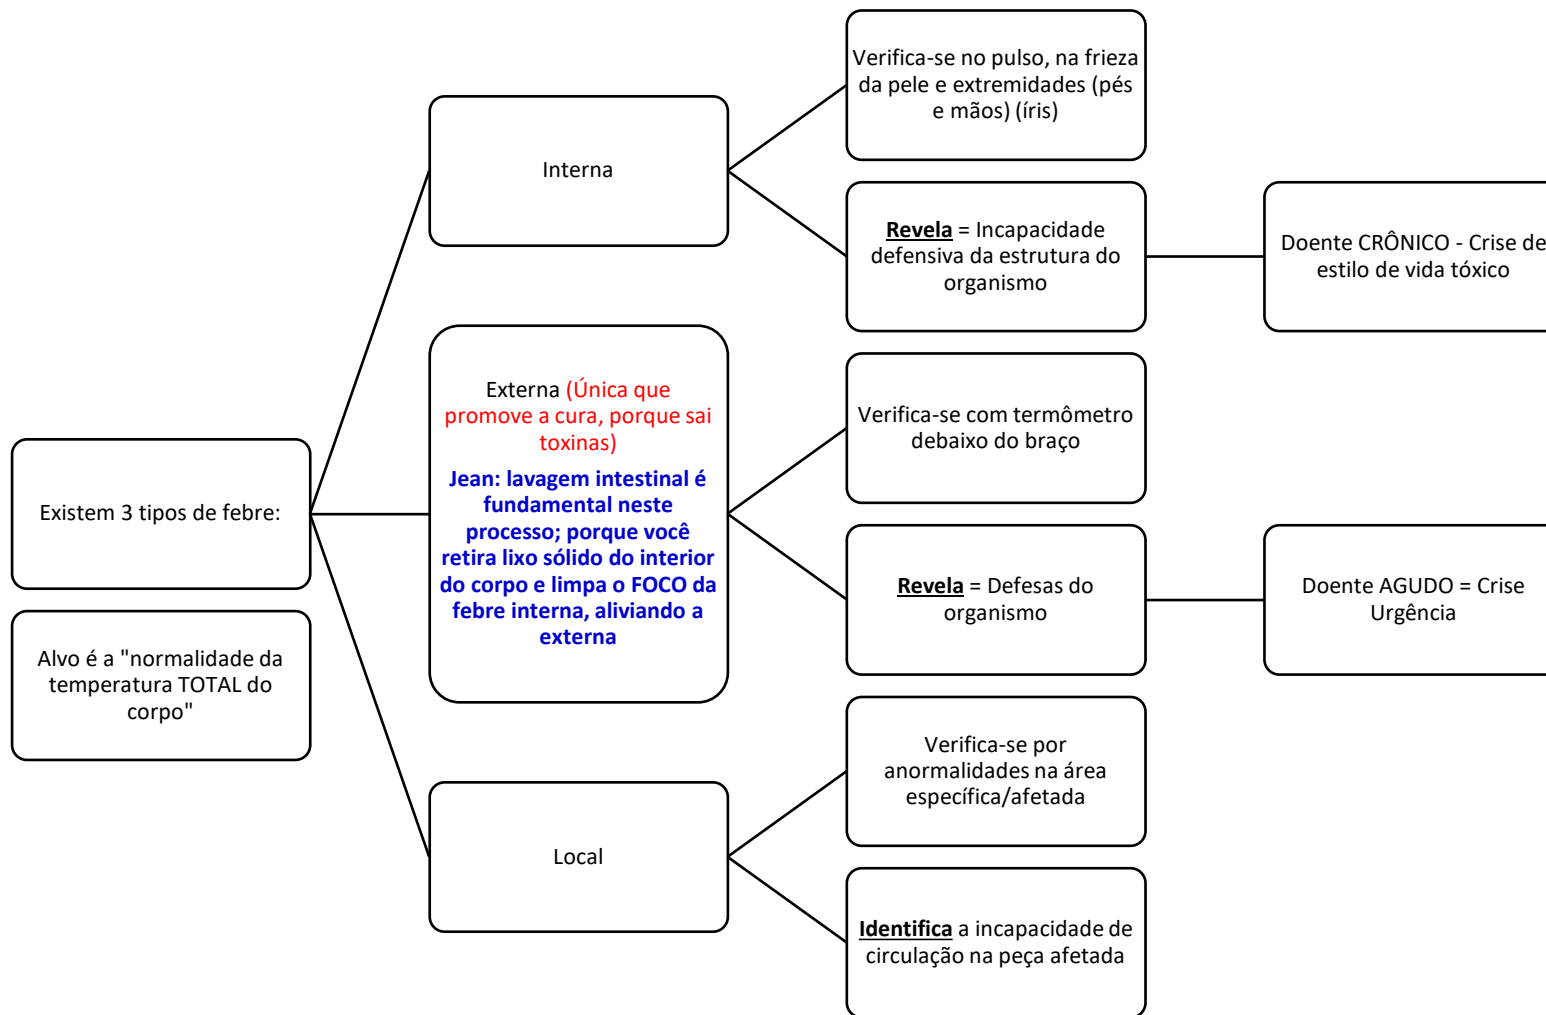 Existem 3 tipos de febre:
Alvo é a "normalidade da
temperatura TOTAL do
corpo"
Interna
Verifica-se no pulso, na frieza
da pele e extremidades (pés
e mãos) (íris)
Revela = Incapacidade
defensiva da estrutura do
organismo
Doente CRÔNICO - Crise de
estilo de vida tóxico
Externa (Única que
promove a cura, porque sai
toxinas)
Jean: lavagem intestinal é
fundamental neste
processo; porque você
retira lixo sólido do interior
do corpo e limpa o FOCO da
febre interna, aliviando a
externa
Verifica-se com termômetro
debaixo do braço
Revela = Defesas do
organismo
Doente AGUDO = Crise
Urgência
Local
Verifica-se por
anormalidades na área
específica/afetada
Identifica a incapacidade de
circulação na peça afetada